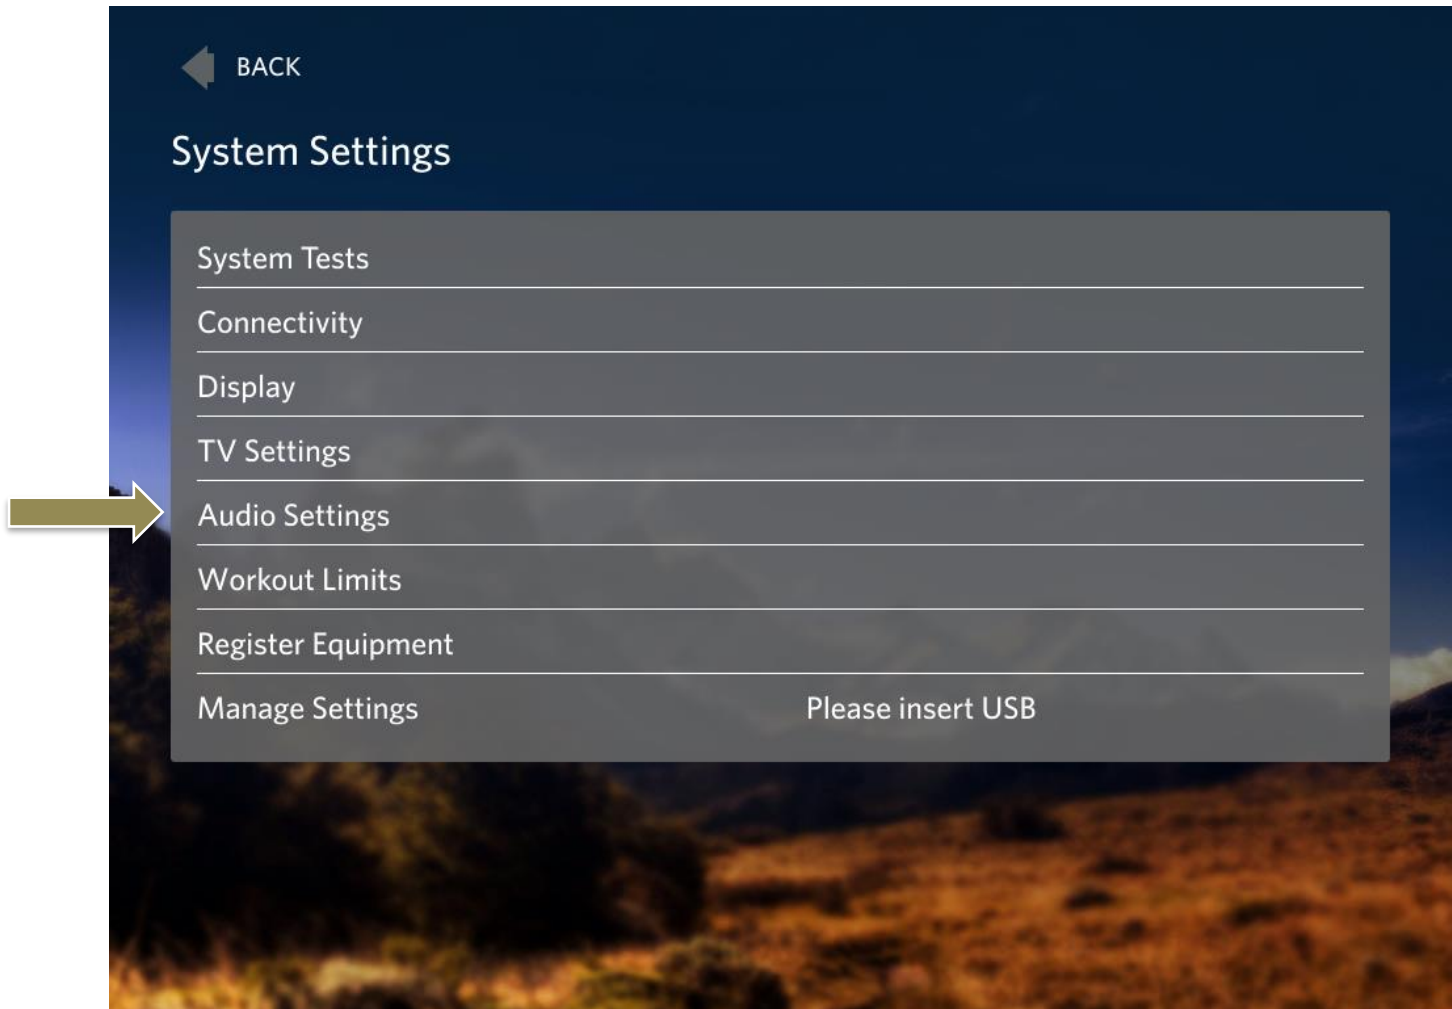 BACK
System Settings
System Tests
Connectivity
Display
TV Settings
Audio Settings
Workout Limits
Register Equipment
Manage Settings Please insert USB